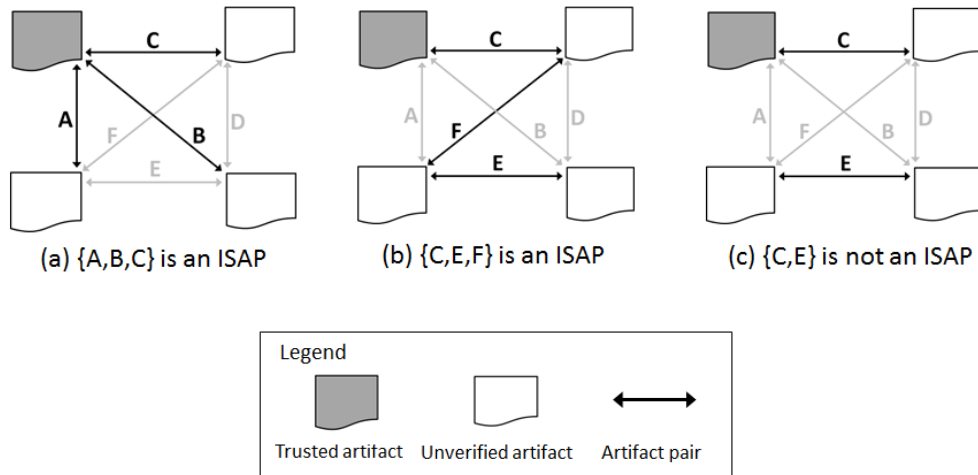 C
A
F
B
D
E
(a) {A,B,C} is an ISAP
C
A
F
B
D
E
(b) {C,E,F} is an ISAP
C
A
F
B
D
E
(c) {C,E} is not an ISAP
Legend
Trusted artifact
Unverified artifact
Artifact pair